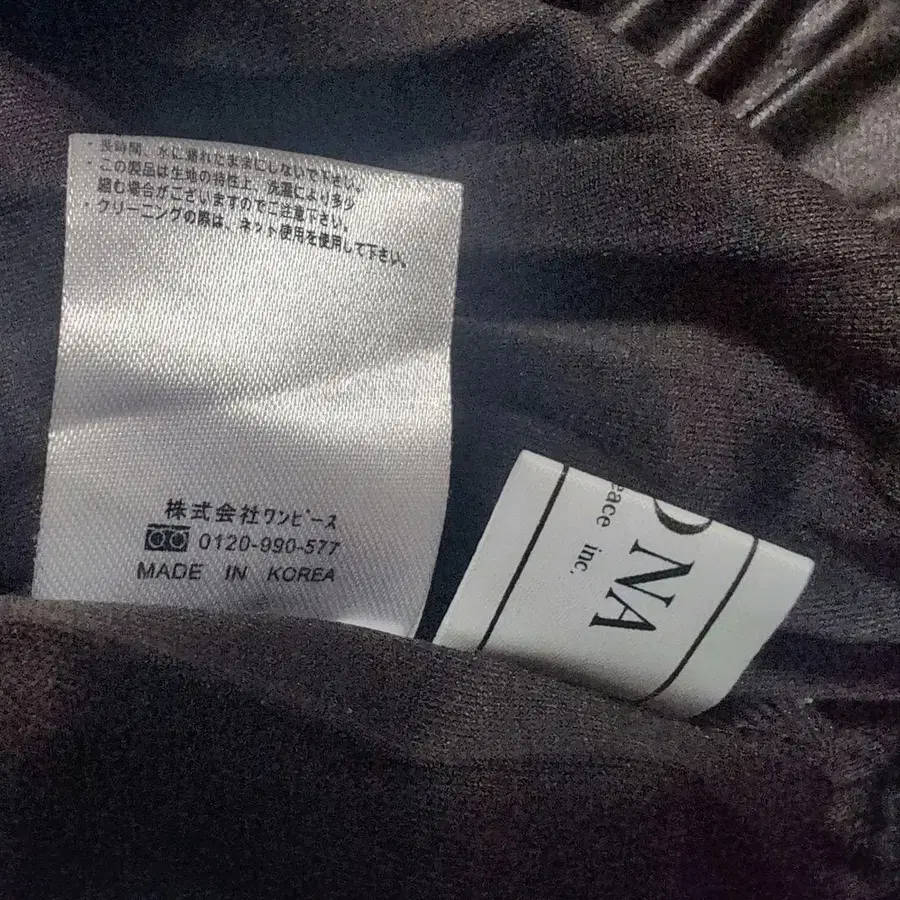 ・長時間、水に濡れたままにしないで下さい。
・この製品は生地の特性上、洗濯により多少
縮む場合がございますのでご注意下さい。
・クリーニングの際は、ネット使用を使用して下さい。
株式会社ワンピース
0120-990-577
MADE IN KOREA
ONA
eace inc.